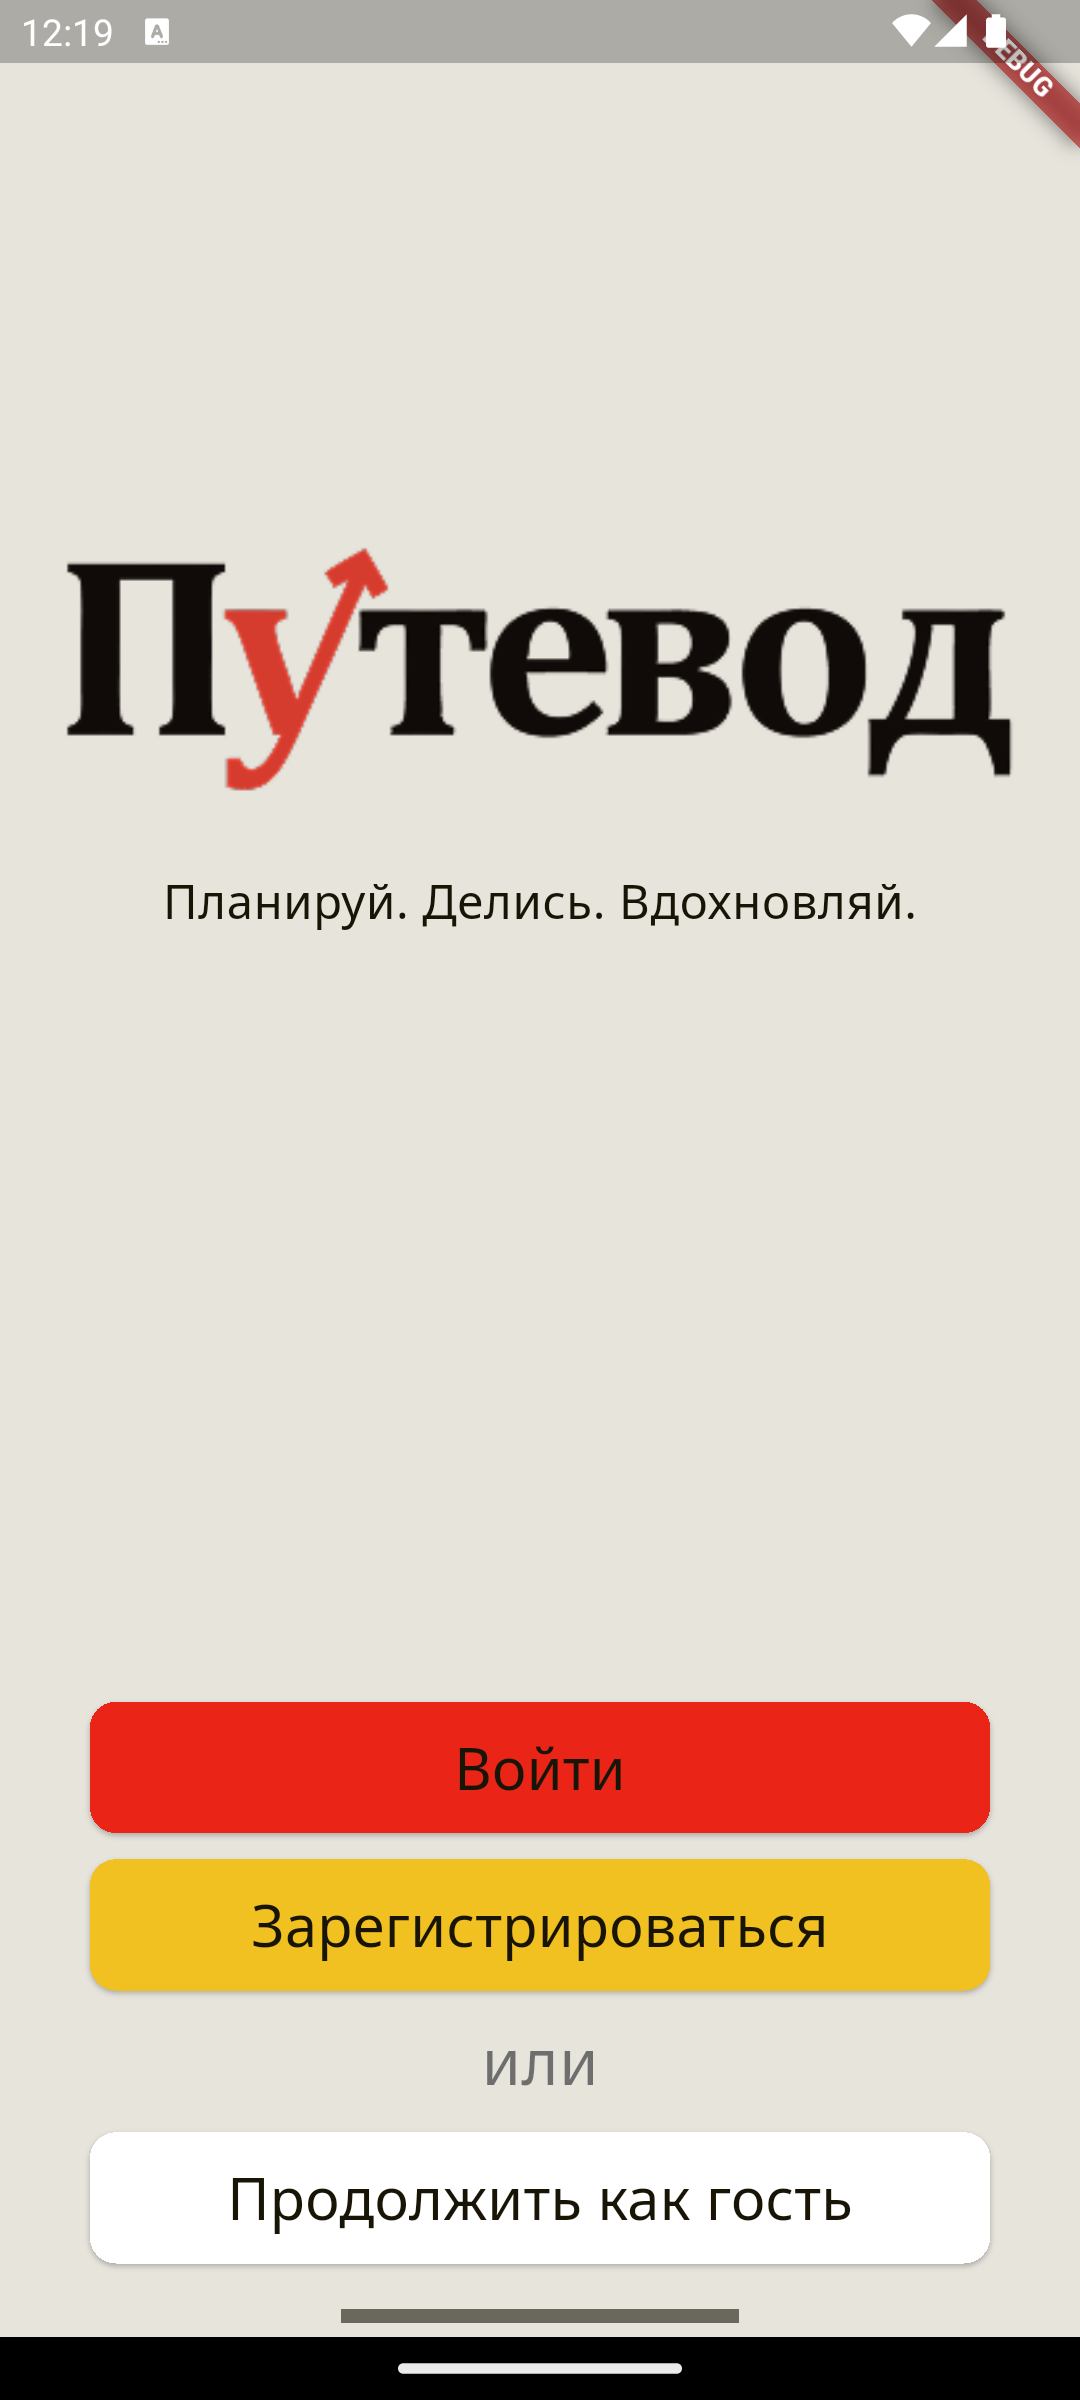 12:19
DEBUG
Путевод
Планируй. Делись. Вдохновляй.
Войти
Зарегистрироваться
или
Продолжить как гость